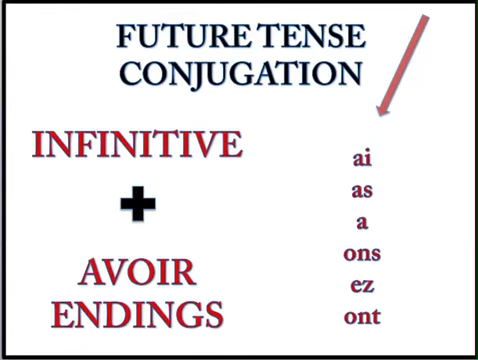 FUTURE TENSE
CONJUGATION
INFINITIVE
+
AVOIR
ENDINGS
ai
as
a
ons
ez
ont